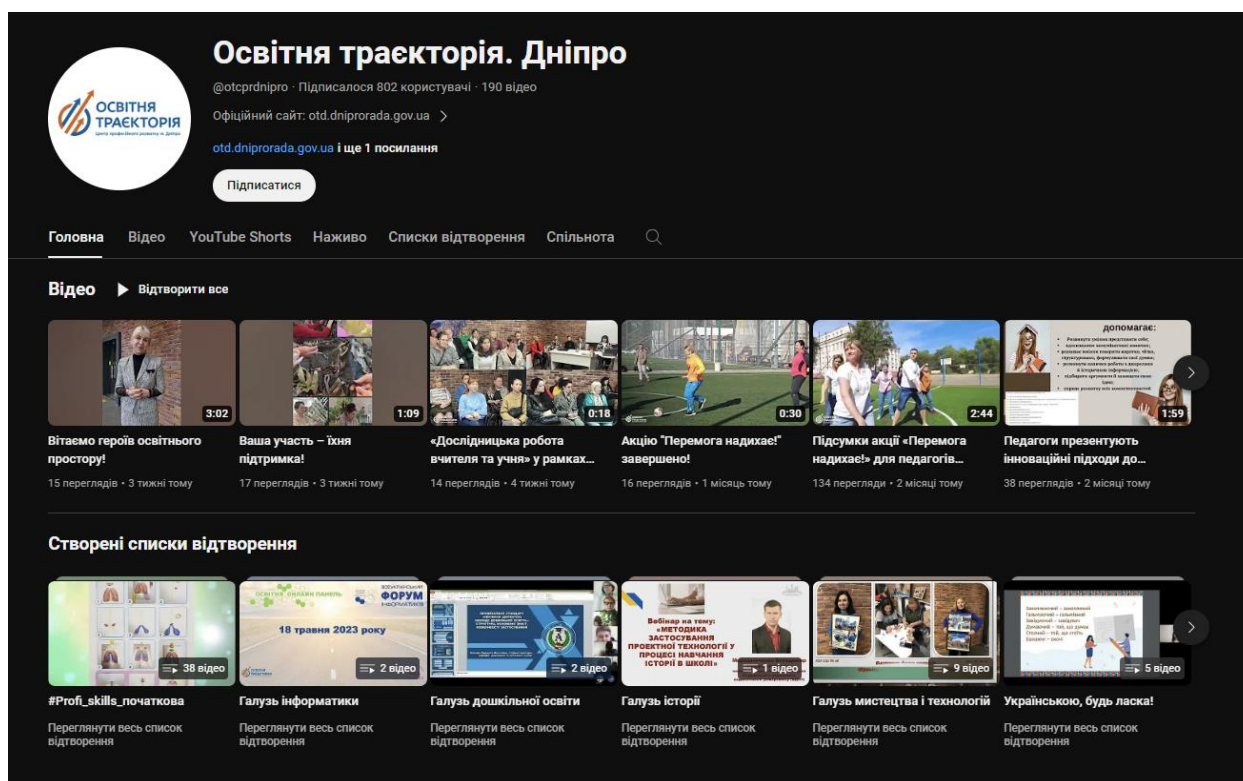 Освітня траєкторія. Дніпро
@otcprdnipro · Підписалося 802 користувачі · 190 відео
Офіційний сайт: otd.dniprorada.gov.ua
otd.dniprorada.gov.ua і ще 1 посилання
Підписатися
ОСВІТНЯ
ТРАЄКТОРІЯ
Головна Відео YouTube Shorts Наживо Списки відтворення Спільнота
Відео Відтворити все
допомагає:
3:02 1:09 0:18 0:30 2:44 1:59
Вітаємо героїв освітнього
простору!
15 переглядів • 3 тижні тому
Ваша участь – їхня
підтримка!
17 переглядів • 3 тижні тому
«Дослідницька робота
вчителя та учня» у рамках...
14 переглядів • 4 тижні тому
Акцію "Перемога надихає!"
завершено!
16 переглядів • 1 місяць тому
Підсумки акції «Перемога
надихає!» для педагогів...
134 перегляди • 2 місяці тому
Педагоги презентують
інноваційні підходи до...
38 переглядів • 2 місяці тому
Створені списки відтворення
38 відео
ФОРУМ
18 травня 2023 року
2 відео
2 відео
Вебінар на тему:
«МЕТОДИКА
ЗАСТОСУВАННЯ
ПРОЕКТНОЇ ТЕХНОЛОГІЇ У
ПРОЦЕСІ НАВЧАННЯ
ІСТОРІЇ В ШКОЛІ»
1 відео
9 відео
5 відео
#Profi_skills_початкова
Переглянути весь список
відтворення
Галузь інформатики
Переглянути весь список
відтворення
Галузь дошкільної освіти
Переглянути весь список
відтворення
Галузь історії
Переглянути весь список
відтворення
Галузь мистецтва і технологій
Переглянути весь список
відтворення
Українською, будь ласка!
Переглянути весь список
відтворення